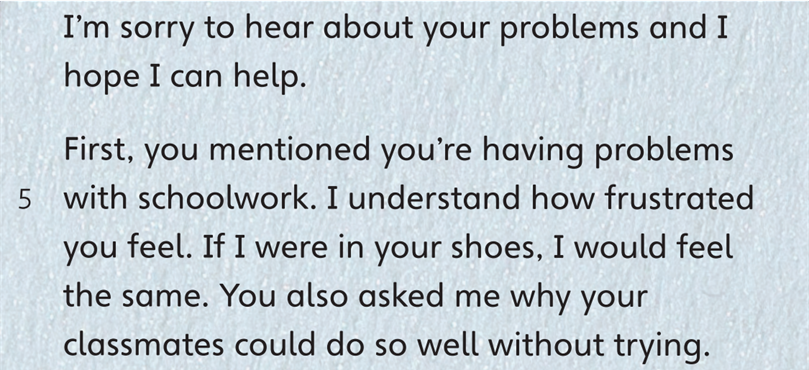 I'm sorry to hear about your problems and I
hope I can help.
First, you mentioned you're having problems
5 with schoolwork. I understand how frustrated
you feel. If I were in your shoes, I would feel
the same. You also asked me why your
classmates could do so well without trying.